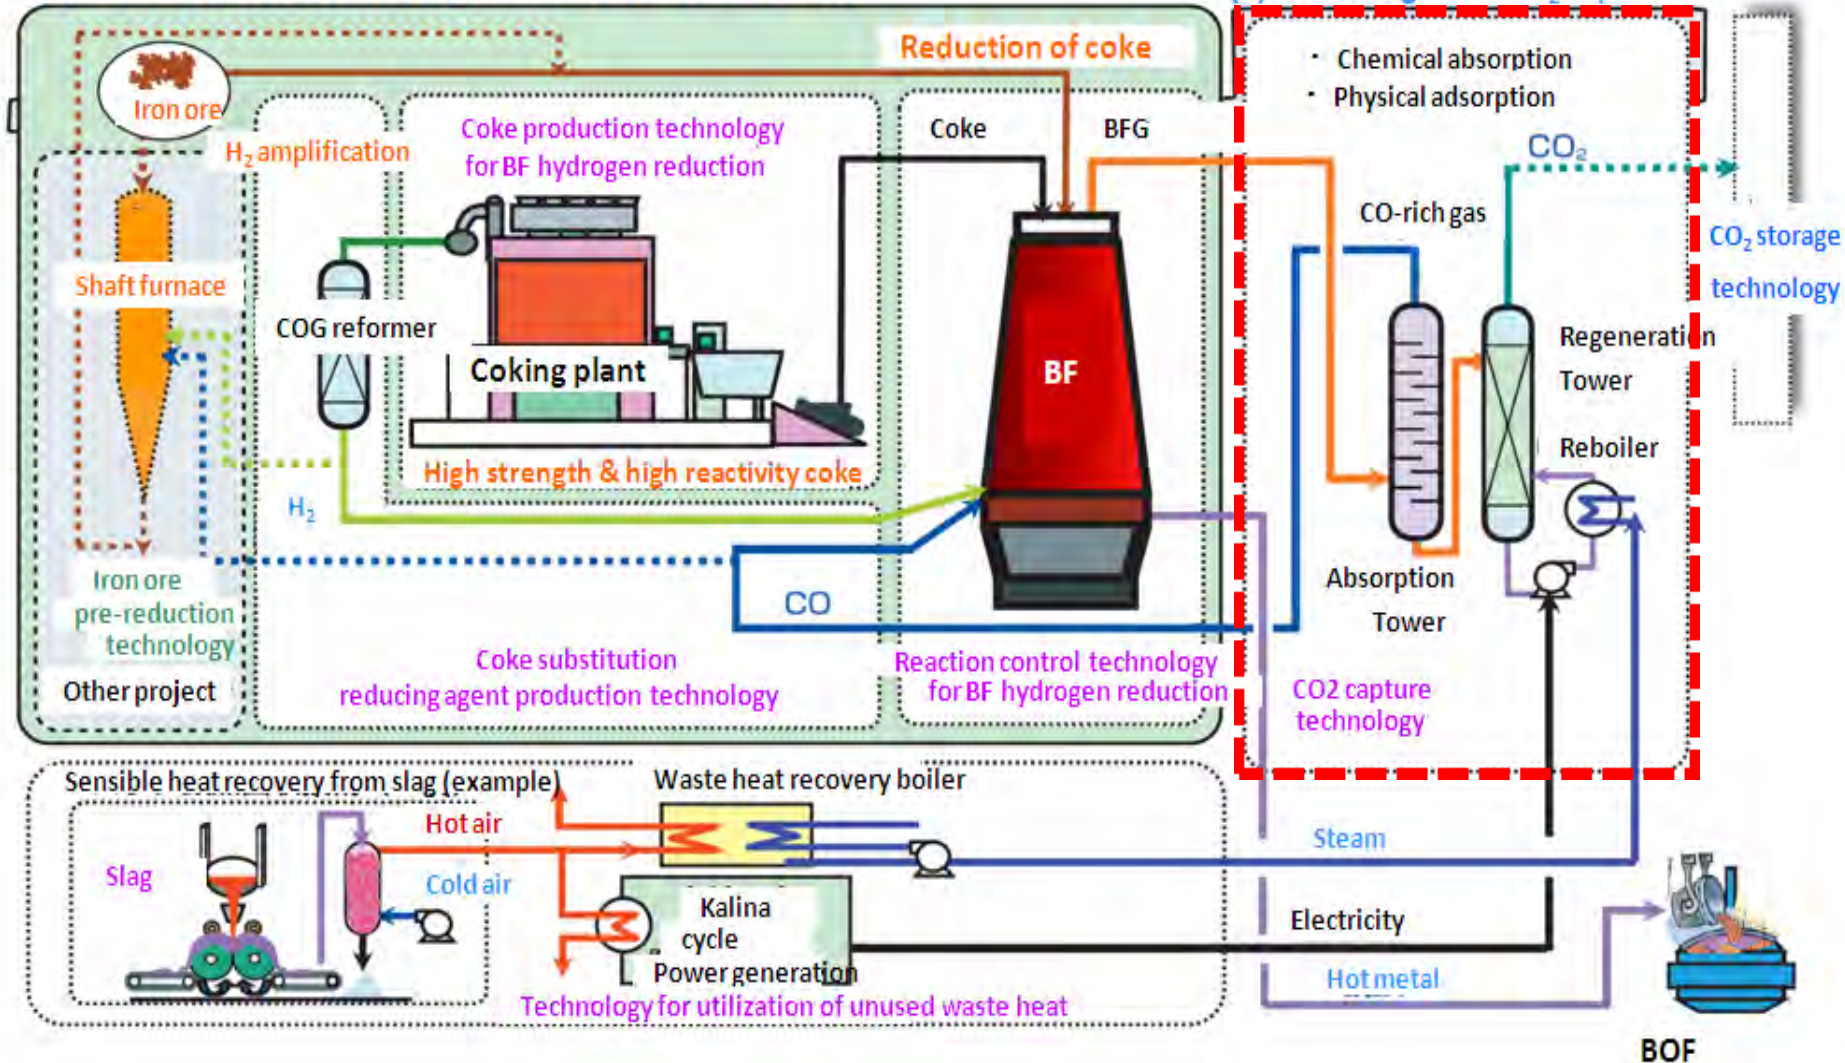 Reduction of coke
Iron ore
H₂ amplification
Coke production technology
for BF hydrogen reduction
Coke
BFG
· Chemical absorption
· Physical adsorption
CO₂
CO-rich gas
CO₂ storage
technology
Shaft furnace
COG reformer
Coking plant
BF
Regeneration
Tower
Reboiler
High strength & high reactivity coke
H₂
Iron ore
pre-reduction
technology
Other project
CO
Absorption
Tower
Coke substitution
reducing agent production technology
Reaction control technology
for BF hydrogen reduction
CO2 capture
technology
Sensible heat recovery from slag (example)
Waste heat recovery boiler
Hot air
Slag
Cold air
Steam
Kalina
cycle
Power generation
Electricity
Hot metal
Technology for utilization of unused waste heat
BOF